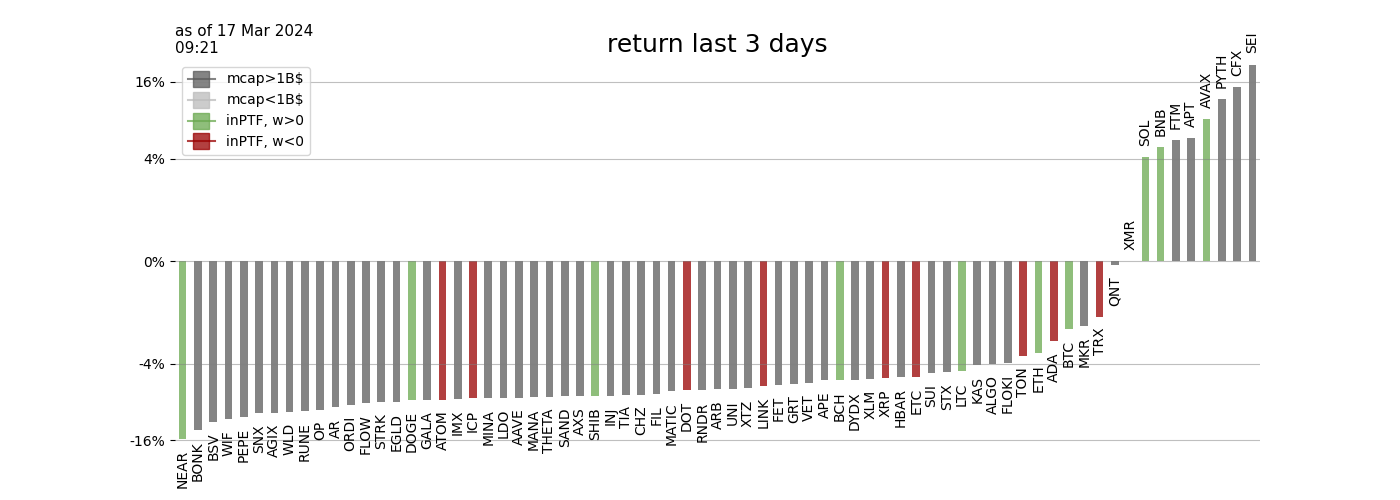 as of 17 Mar 2024
09:21
return last 3 days
mcap>1B$
mcap<1B$
inPTF, w>0
inPTF, w<0
16%
4%
0%
-4%
-16%
NEAR
BONK
BSV
WIF
PEPE
SNX
AGIX
WLD
RUNE
OP
AR
ORDI
FLOW
STRK
EGLD
DOGE
GALA
ATOM
IMX
ICP
MINA
LDO
AAVE
MANA
THETA
SAND
AXS
SHIB
INJ
TIA
CHZ
FIL
MATIC
DOT
RNDR
ARB
UNI
XTZ
LINK
FET
GRT
VET
APE
BCH
DYDX
XLM
XRP
HBAR
ETC
SUI
STX
LTC
KAS
ALGO
FLOKI
TON
ETH
ADA
BTC
MKR
TRX
QNT
XMR
SOL
BNB
FTM
APT
AVAX
PYTH
CFX
SEI